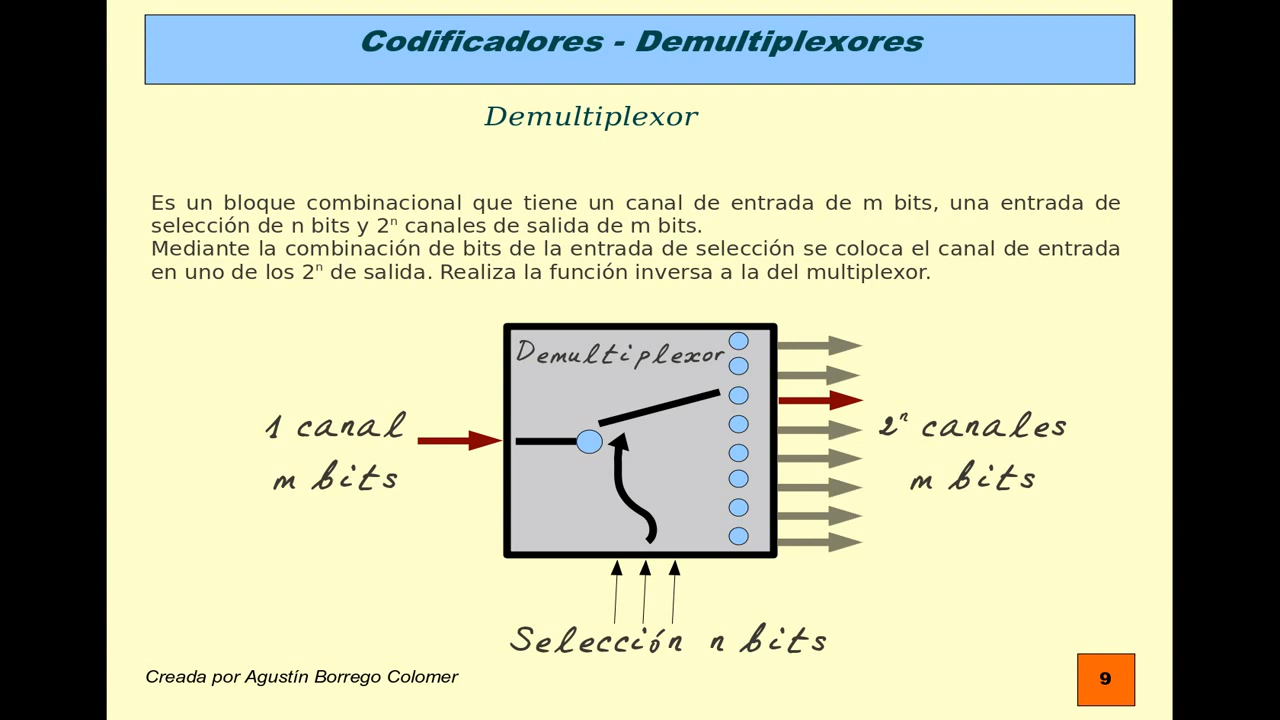 Codificadores - Demultiplexores
Demultiplexor
Es un bloque combinacional que tiene un canal de entrada de m bits, una entrada de
selección de n bits y 2ⁿ canales de salida de m bits.
Mediante la combinación de bits de la entrada de selección se coloca el canal de entrada
en uno de los 2ⁿ de salida. Realiza la función inversa a la del multiplexor.
Demultiplexor
1 canal
m bits
2ⁿ canales
m bits
Selección n bits
Creada por Agustín Borrego Colomer
9